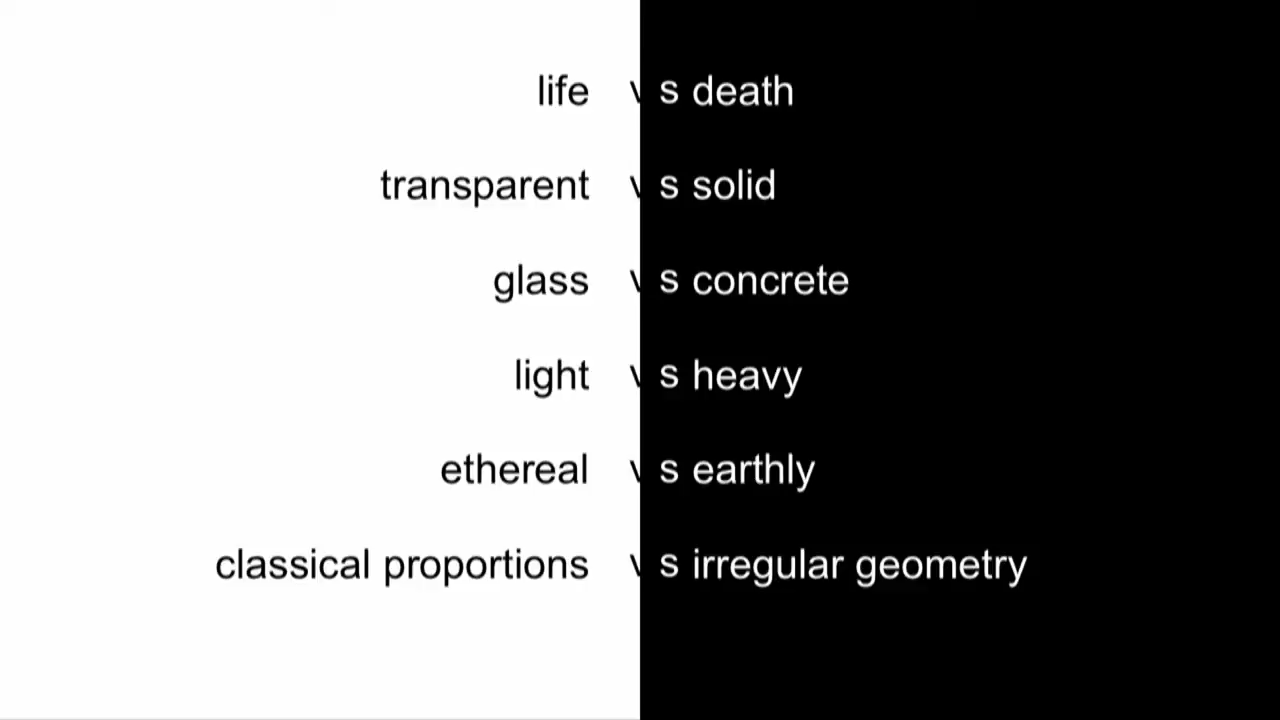 life vs death
transparent vs solid
glass vs concrete
light vs heavy
ethereal vs earthly
classical proportions vs irregular geometry